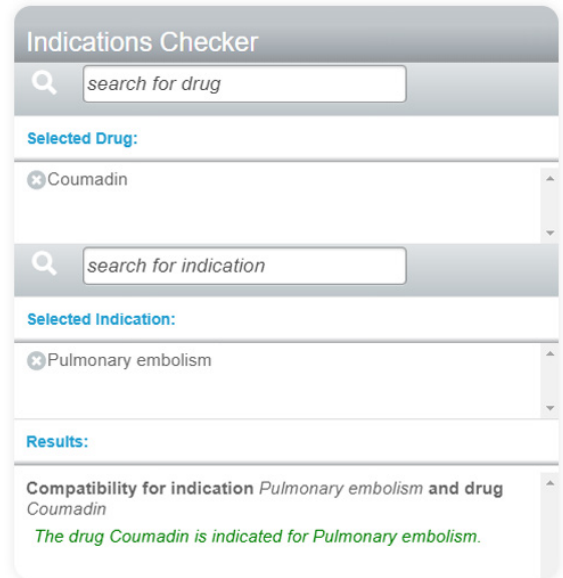 Indications Checker
search for drug
Selected Drug:
Coumadin
search for indication
Selected Indication:
Pulmonary embolism
Results:
Compatibility for indication Pulmonary embolism and drug
Coumadin
The drug Coumadin is indicated for Pulmonary embolism.